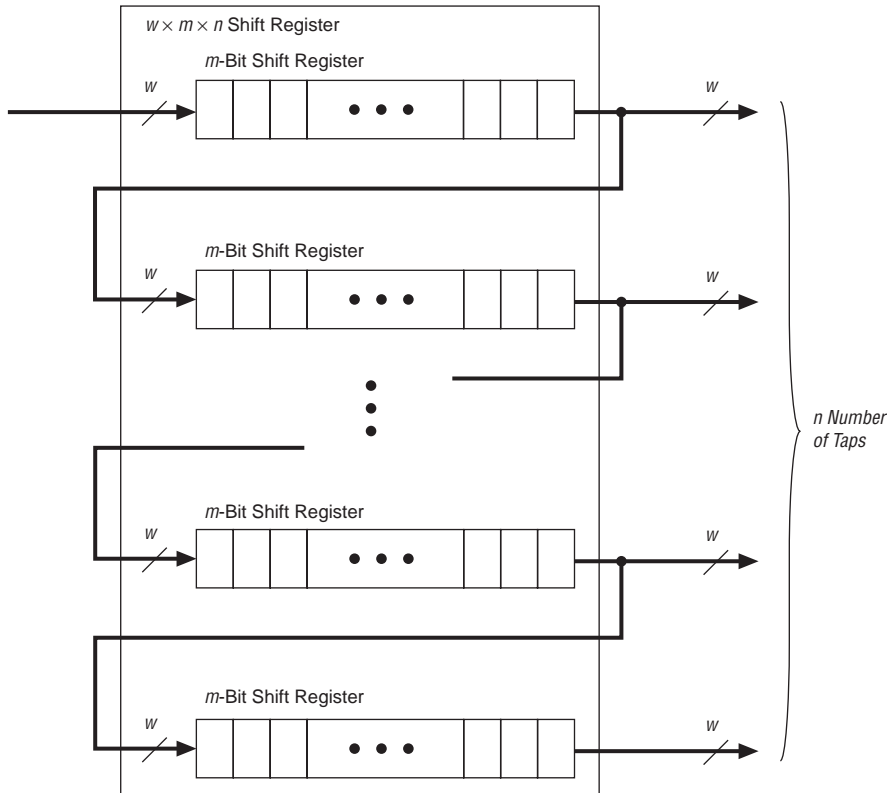 w × m × n Shift Register
m-Bit Shift Register
w
w
m-Bit Shift Register
w
w
n Number
of Taps
m-Bit Shift Register
w
w
m-Bit Shift Register
w
w